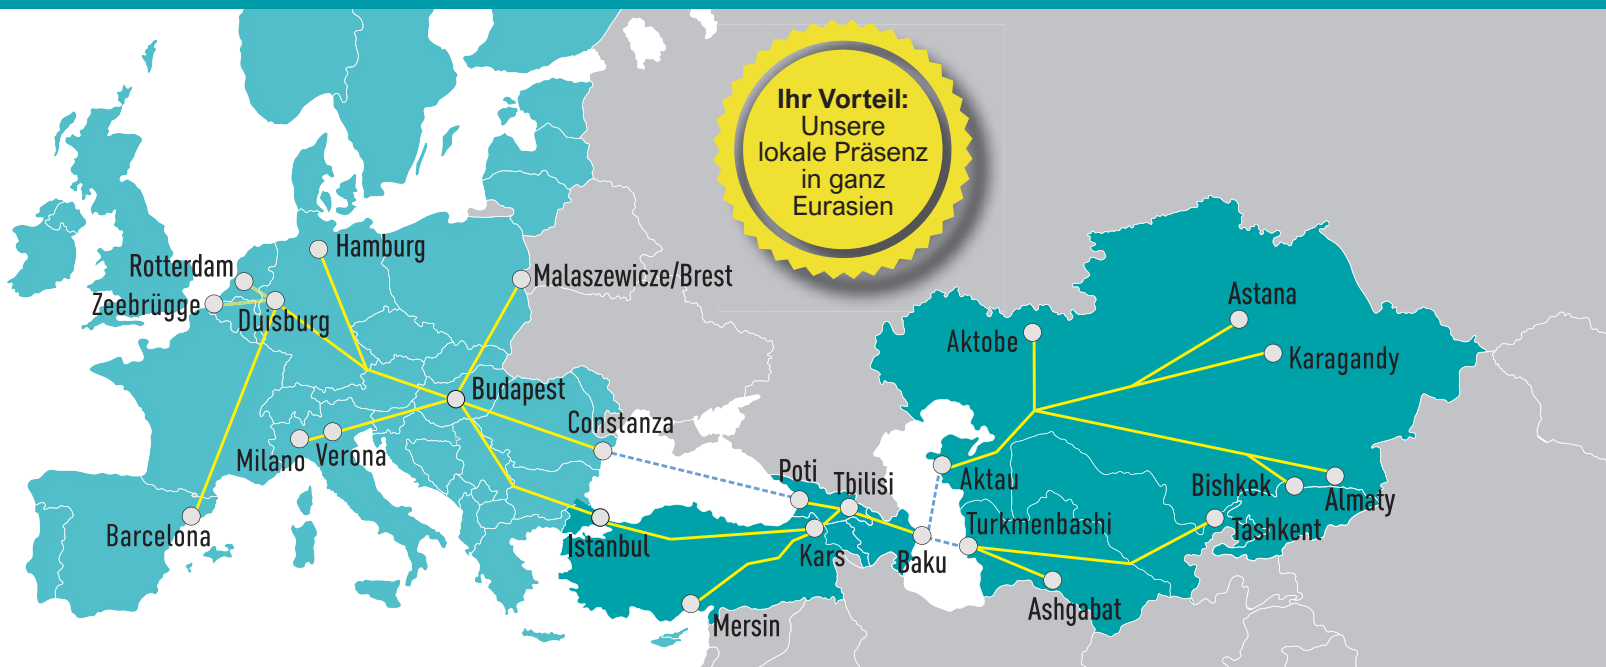 Ihr Vorteil:
Unsere
lokale Präsenz
in ganz
Eurasien
Hamburg
Rotterdam
Malaszewicze/Brest
Zeebrügge
Duisburg
Astana
Aktobe
Karagandy
Budapest
Constanza
Milano
Verona
Poti
Tbilisi
Aktau
Bishkek
Almaty
Barcelona
Istanbul
Turkmenbashi
Tashkent
Kars
Baku
Ashgabat
Mersin